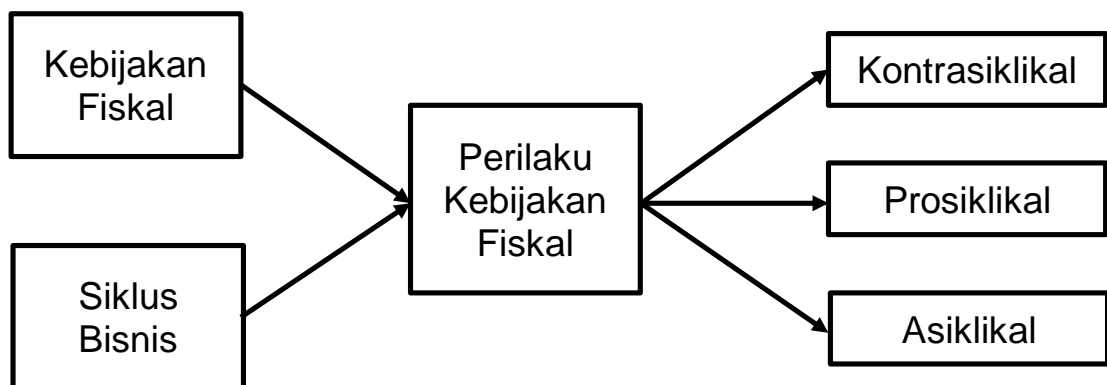 Kebijakan
Fiskal
Siklus
Bisnis
Perilaku
Kebijakan
Fiskal
Kontrasiklikal
Prosiklikal
Asiklikal